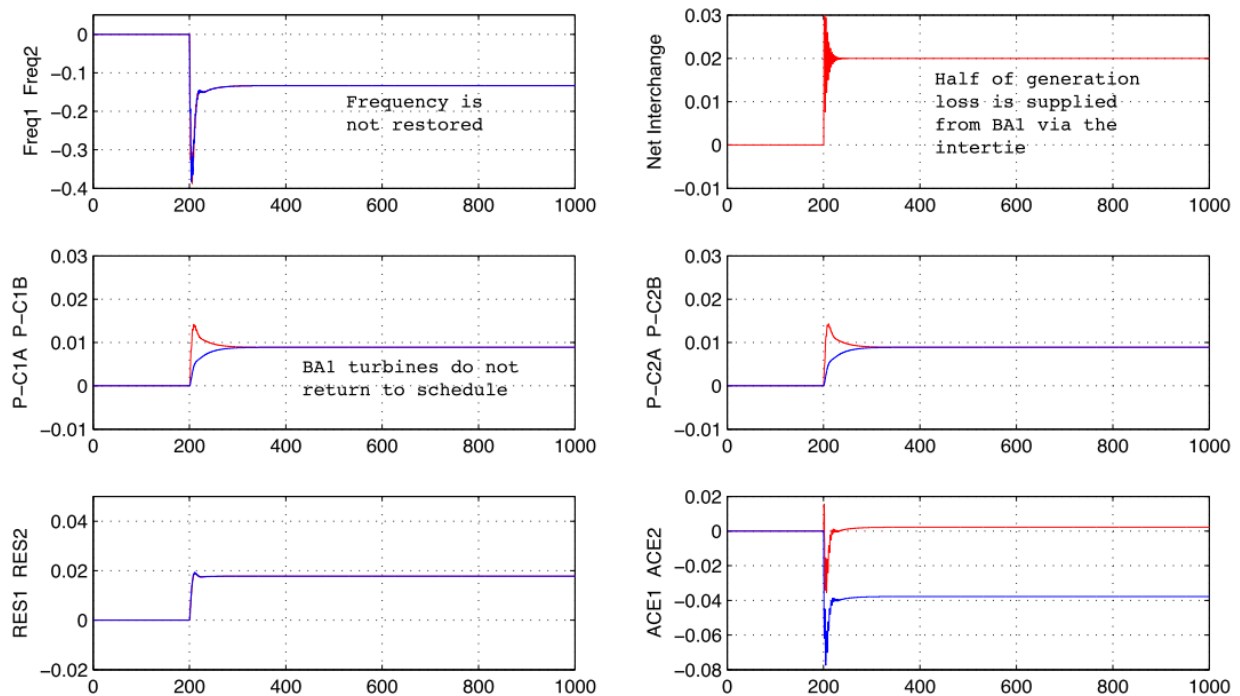 Freq1 Freq2
0
−0.1
−0.2
−0.3
−0.4
Frequency is
not restored
0 200 400 600 800 1000
Net Interchange
0.03
0.02
0.01
0
−0.01
Half of generation
loss is supplied
from BA1 via the
intertie
0 200 400 600 800 1000
P−C1A P−C1B
0.03
0.02
0.01
0
−0.01
BA1 turbines do not
return to schedule
0 200 400 600 800 1000
P−C2A P−C2B
0.03
0.02
0.01
0
−0.01
0 200 400 600 800 1000
RES1 RES2
0.04
0.02
0
−0.02
0 200 400 600 800 1000
ACE1 ACE2
0.02
0
−0.02
−0.04
−0.06
−0.08
0 200 400 600 800 1000